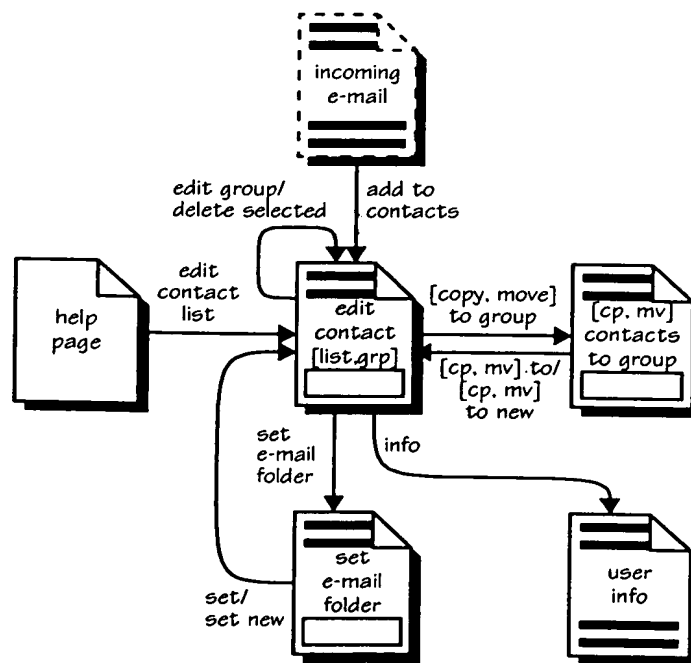 incoming
e-mail
edit group/
delete selected
add to
contacts
edit
contact
list
help
page
edit
contact
[list,grp]
[copy, move]
to group
[cp, mv]
contacts
to group
[cp, mv] to/
[cp, mv]
to new
set
e-mail
folder
info
set
e-mail
folder
set/
set new
user
info